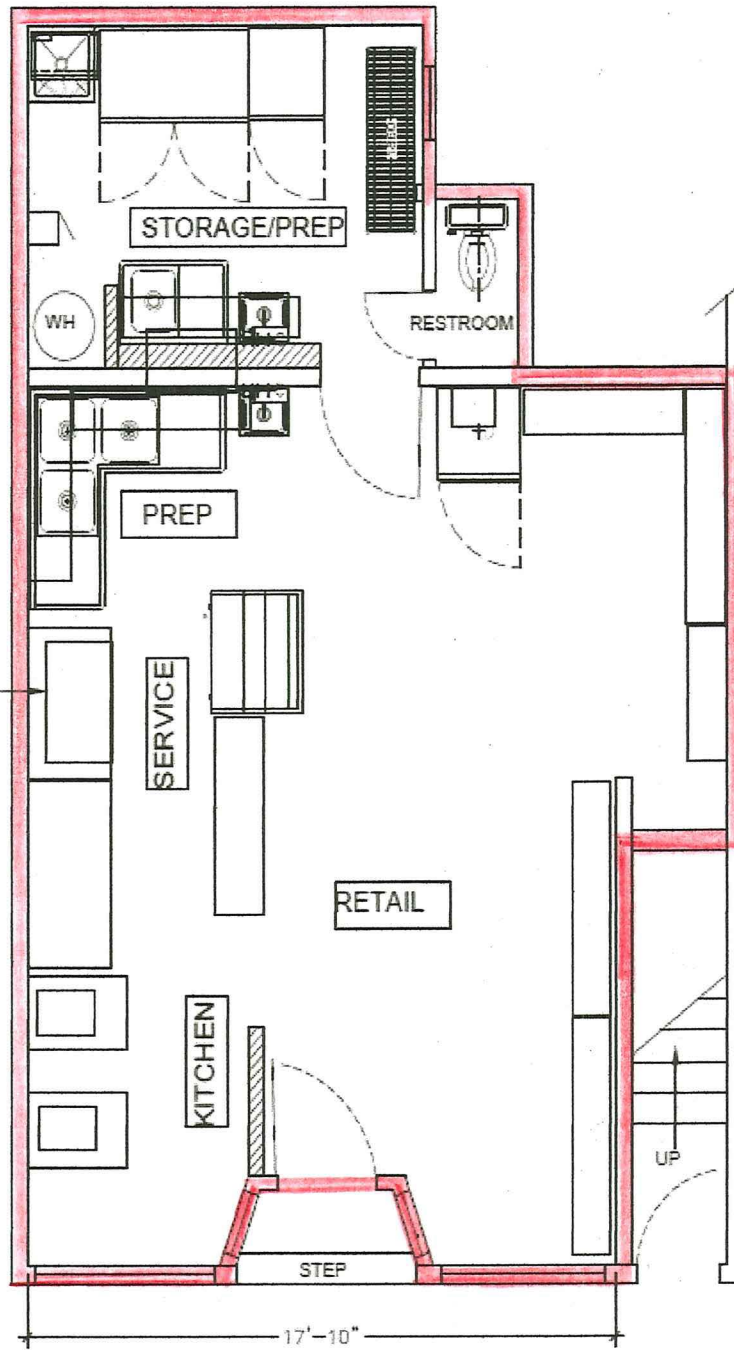 STORAGE/PREP
WH
RESTROOM
PREP
SERVICE
RETAIL
KITCHEN
UP
STEP
17'-10"